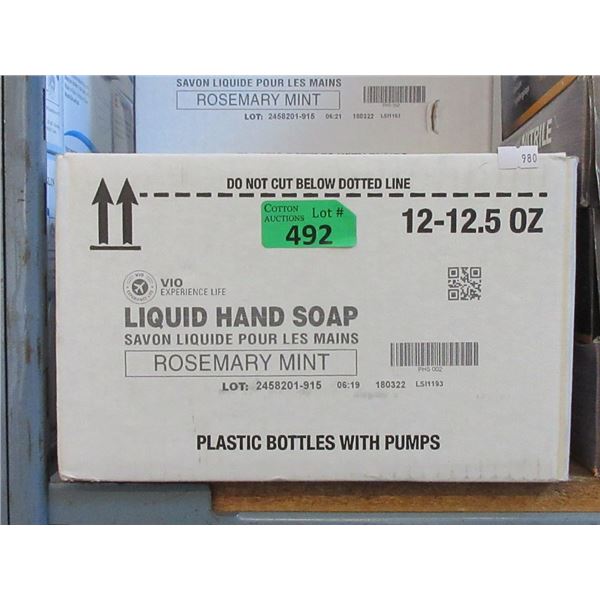 SAVON LIQUIDE POUR LES MAINS
ROSEMARY MINT
LOT: 2458201-915 06:21 180322 LSI1193
NITRILE
980
DO NOT CUT BELOW DOTTED LINE
COTTON AUCTIONS Lot #
492
12-12.5 OZ
VIO
EXPERIENCE LIFE
LIQUID HAND SOAP
SAVON LIQUIDE POUR LES MAINS
ROSEMARY MINT
PHS 002
LOT: 2458201-915 06:19 180322 LSI1193
PLASTIC BOTTLES WITH PUMPS